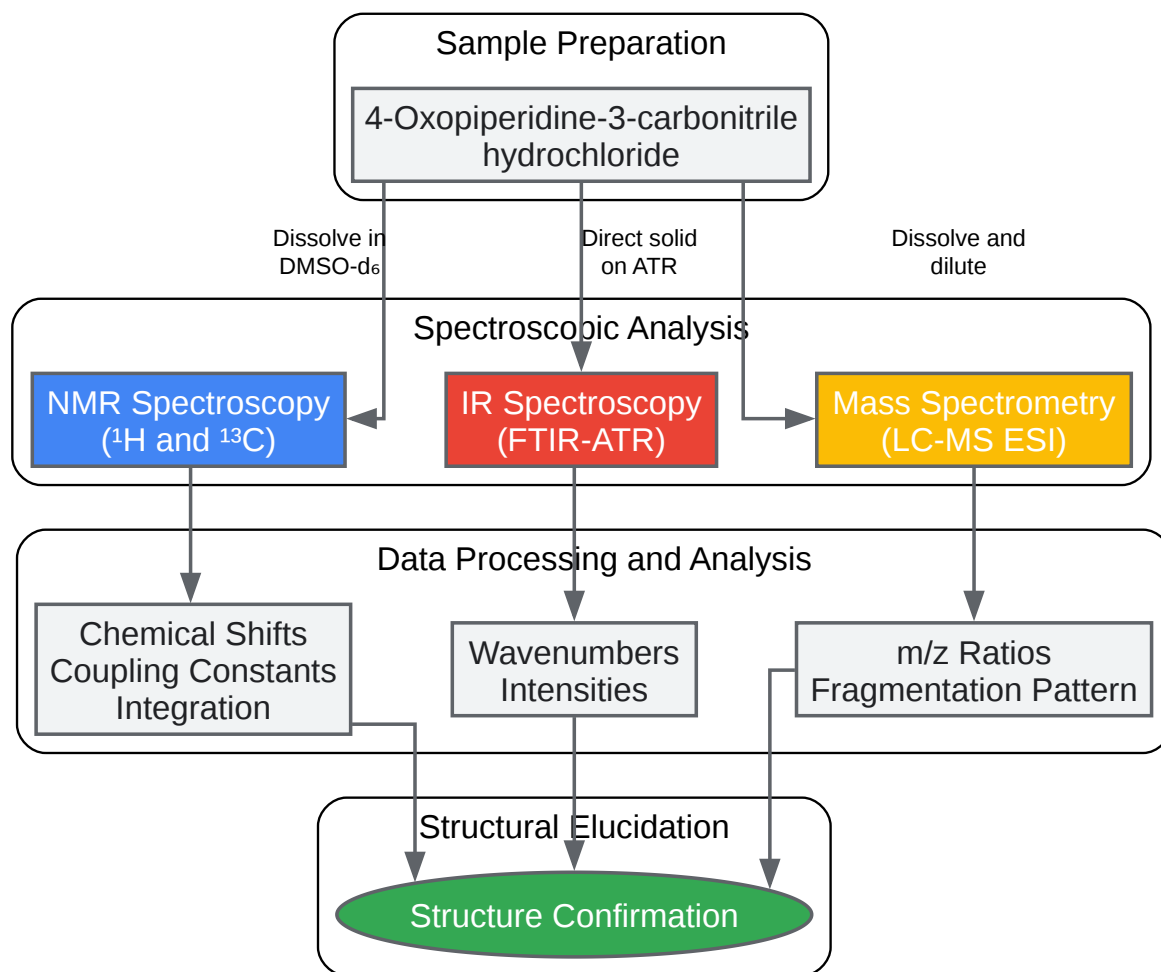 Sample Preparation
4-Oxopiperidine-3-carbonitrile
hydrochloride
Dissolve in
DMSO-d₆
Direct solid
on ATR
Dissolve and
dilute
Spectroscopic Analysis
NMR Spectroscopy
(¹H and ¹³C)
IR Spectroscopy
(FTIR-ATR)
Mass Spectrometry
(LC-MS ESI)
Data Processing and Analysis
Chemical Shifts
Coupling Constants
Integration
Wavenumbers
Intensities
m/z Ratios
Fragmentation Pattern
Structural Elucidation
Structure Confirmation